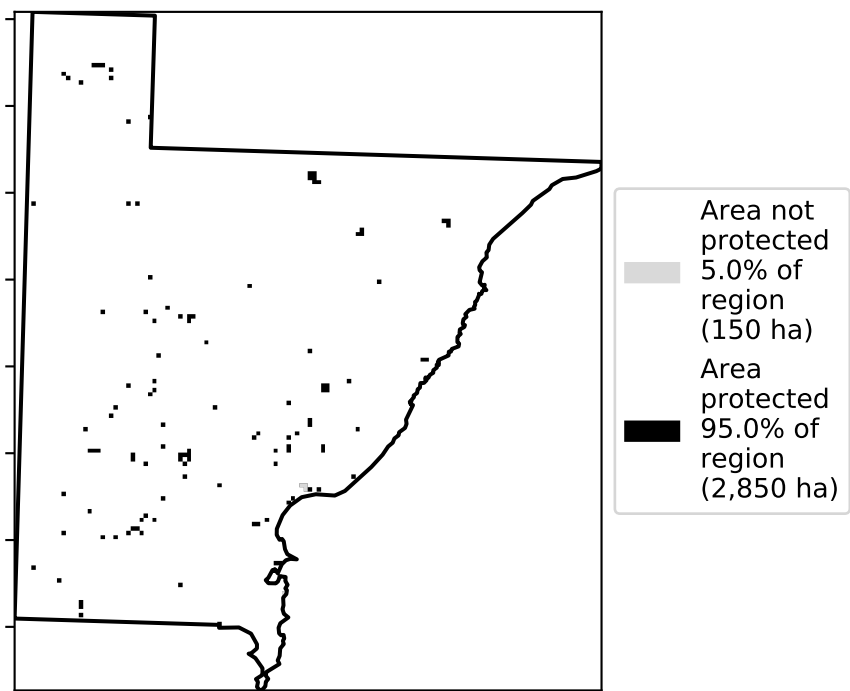 Area not
protected
5.0% of
region
(150 ha)
Area
protected
95.0% of
region
(2,850 ha)